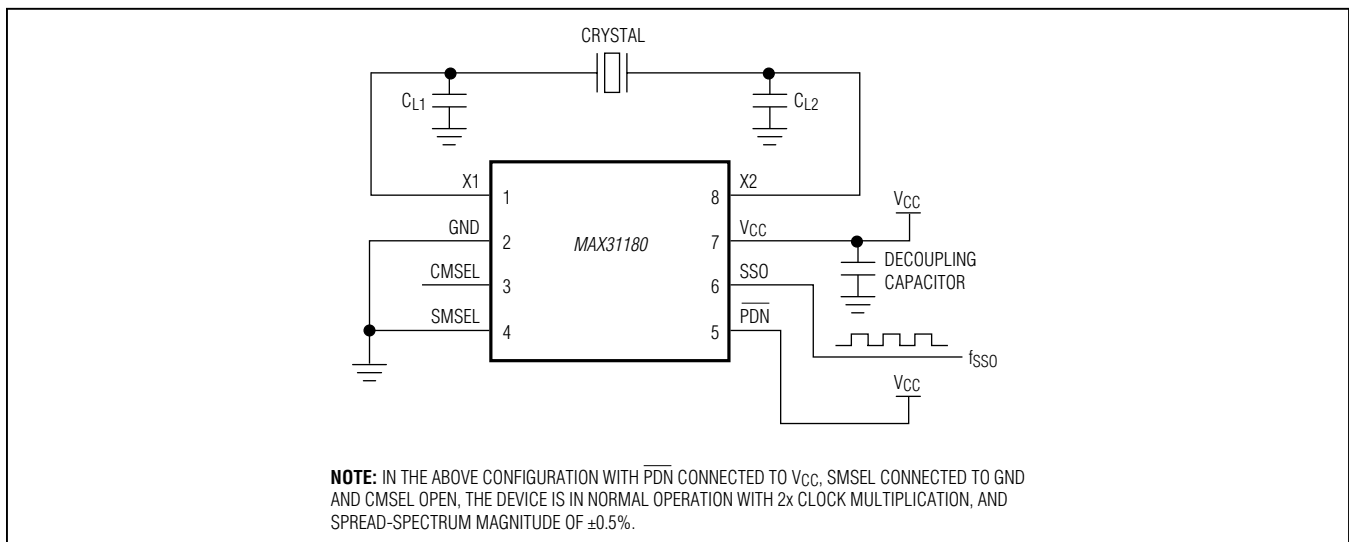 CRYSTAL
CL1
CL2
X1
1
8
X2
VCC
GND
2
MAX31180
7
VCC
DECOUPLING
CAPACITOR
CMSEL
3
6
SSO
SMSEL
4
5
PDN
fSSO
VCC
NOTE: IN THE ABOVE CONFIGURATION WITH PDN CONNECTED TO VCC, SMSEL CONNECTED TO GND
AND CMSEL OPEN, THE DEVICE IS IN NORMAL OPERATION WITH 2x CLOCK MULTIPLICATION, AND
SPREAD-SPECTRUM MAGNITUDE OF ±0.5%.